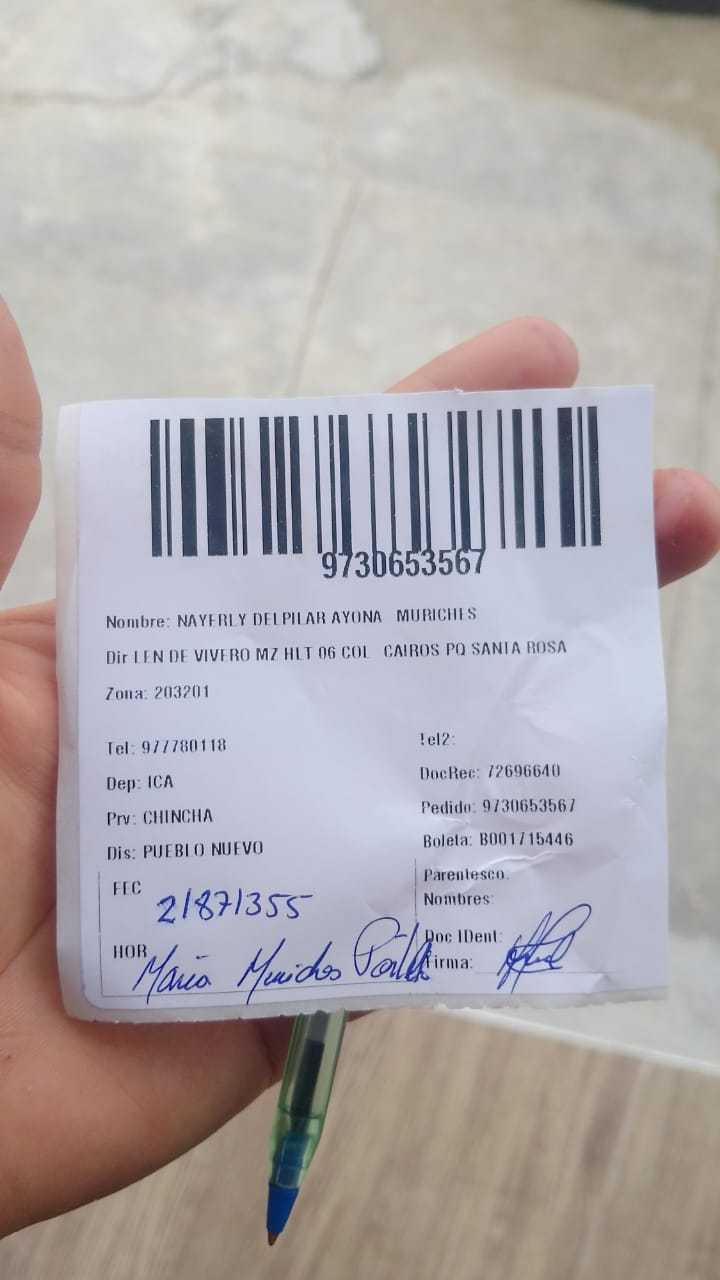 9730653567
Nombre: NAYERLY DELPILAR AYONA MURICHES
Dir LEN DE VIVERO MZ HLT 06 COL CAIROS PQ SANTA ROSA
Zona: 203201
Tel: 977780118
Tel2:
Dep: ICA
DocRec: 72696640
Prv: CHINCHA
Pedido: 9730653567
Dis: PUEBLO NUEVO
Boleta: B001715446
Parentesco:
FEC 21871355
Nombres:
HOR María Muriches
Doc IDent:
Firma: